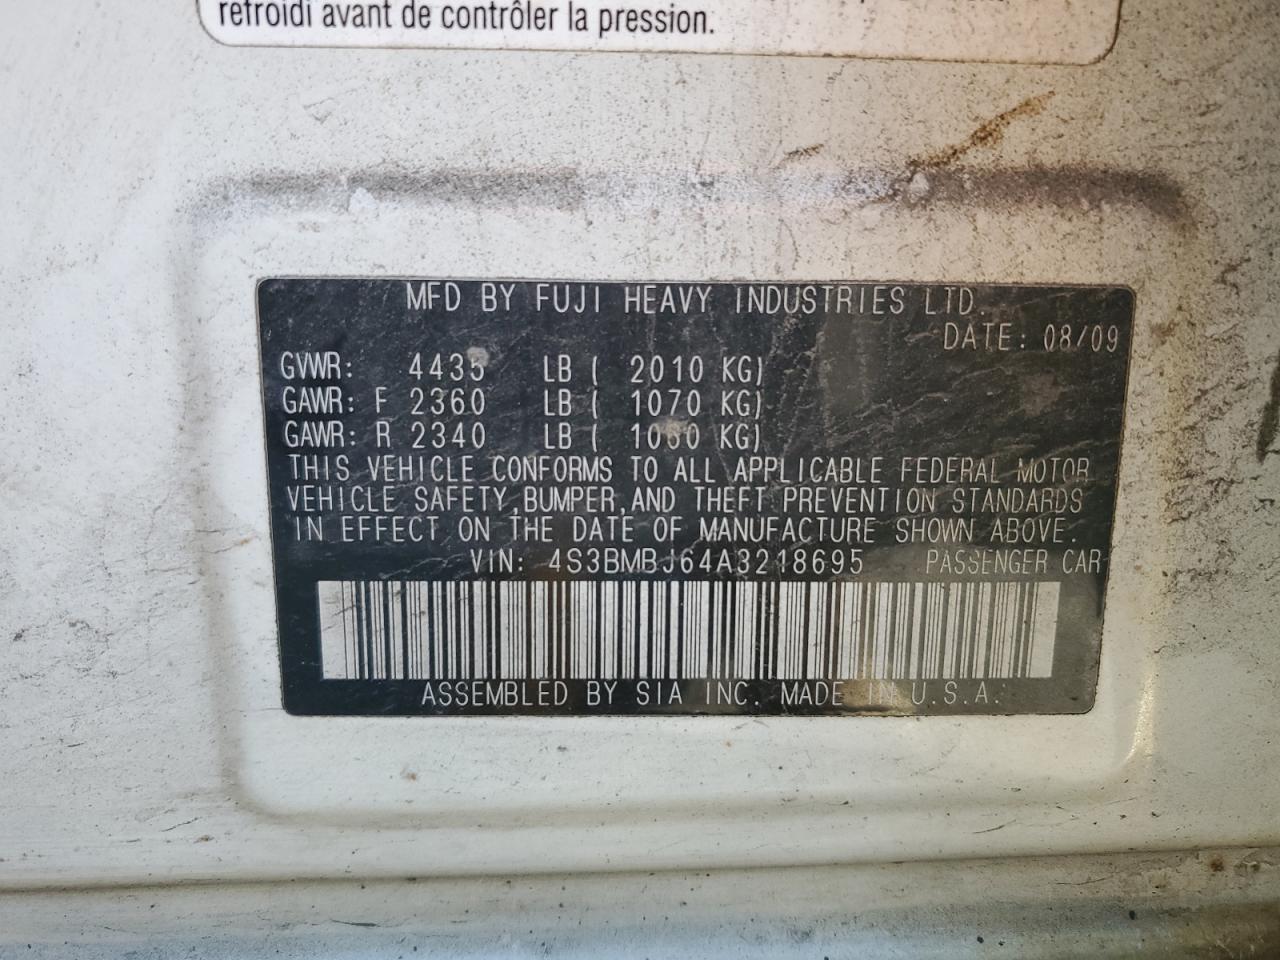 refroidi avant de contrôler la pression.
MFD BY FUJI HEAVY INDUSTRIES LTD.
DATE: 08/09
GVWR: 4435 LB ( 2010 KG)
GAWR: F 2360 LB ( 1070 KG)
GAWR: R 2340 LB ( 1060 KG)
THIS VEHICLE CONFORMS TO ALL APPLICABLE FEDERAL MOTOR
VEHICLE SAFETY,BUMPER,AND THEFT PREVENTION STANDARDS
IN EFFECT ON THE DATE OF MANUFACTURE SHOWN ABOVE.
VIN: 4S3BMBJ64A3218695 PASSENGER CAR
ASSEMBLED BY SIA INC. MADE IN U.S.A.